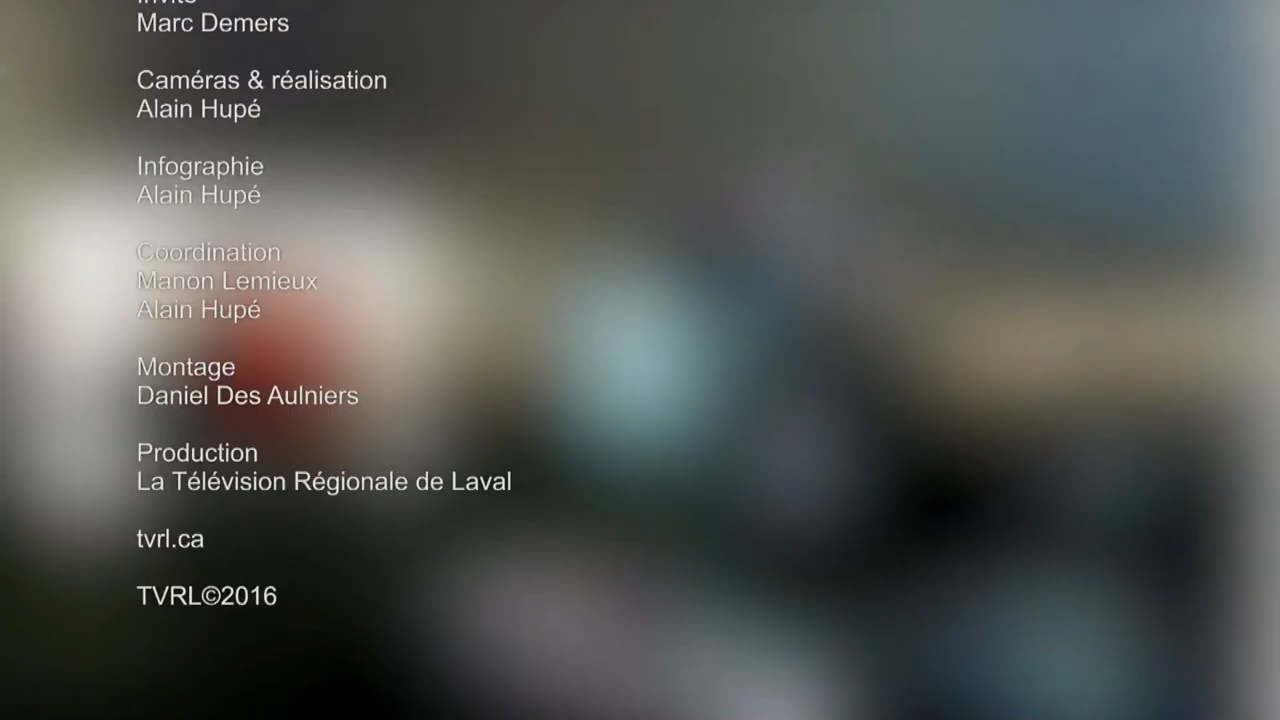 Invité
Marc Demers
Caméras & réalisation
Alain Hupé
Infographie
Alain Hupé
Coordination
Manon Lemieux
Alain Hupé
Montage
Daniel Des Aulniers
Production
La Télévision Régionale de Laval
tvrl.ca
TVRL©2016